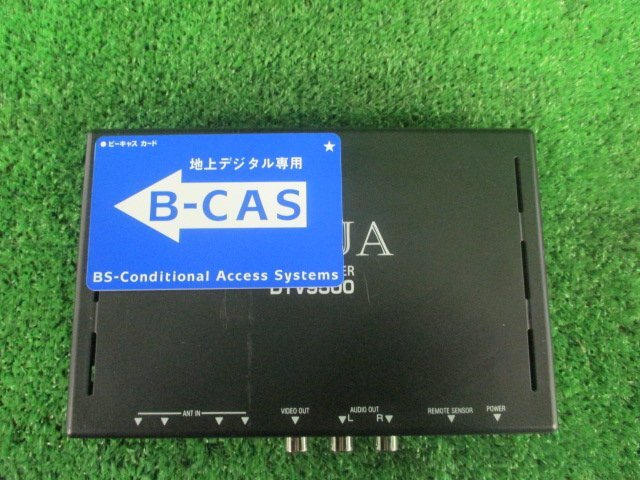 ● ビーキャス カード ★
地上デジタル専用
B-CAS
BS-Conditional Access Systems
ANT IN
VIDEO OUT
AUDIO OUT
L R
REMOTE SENSOR
POWER